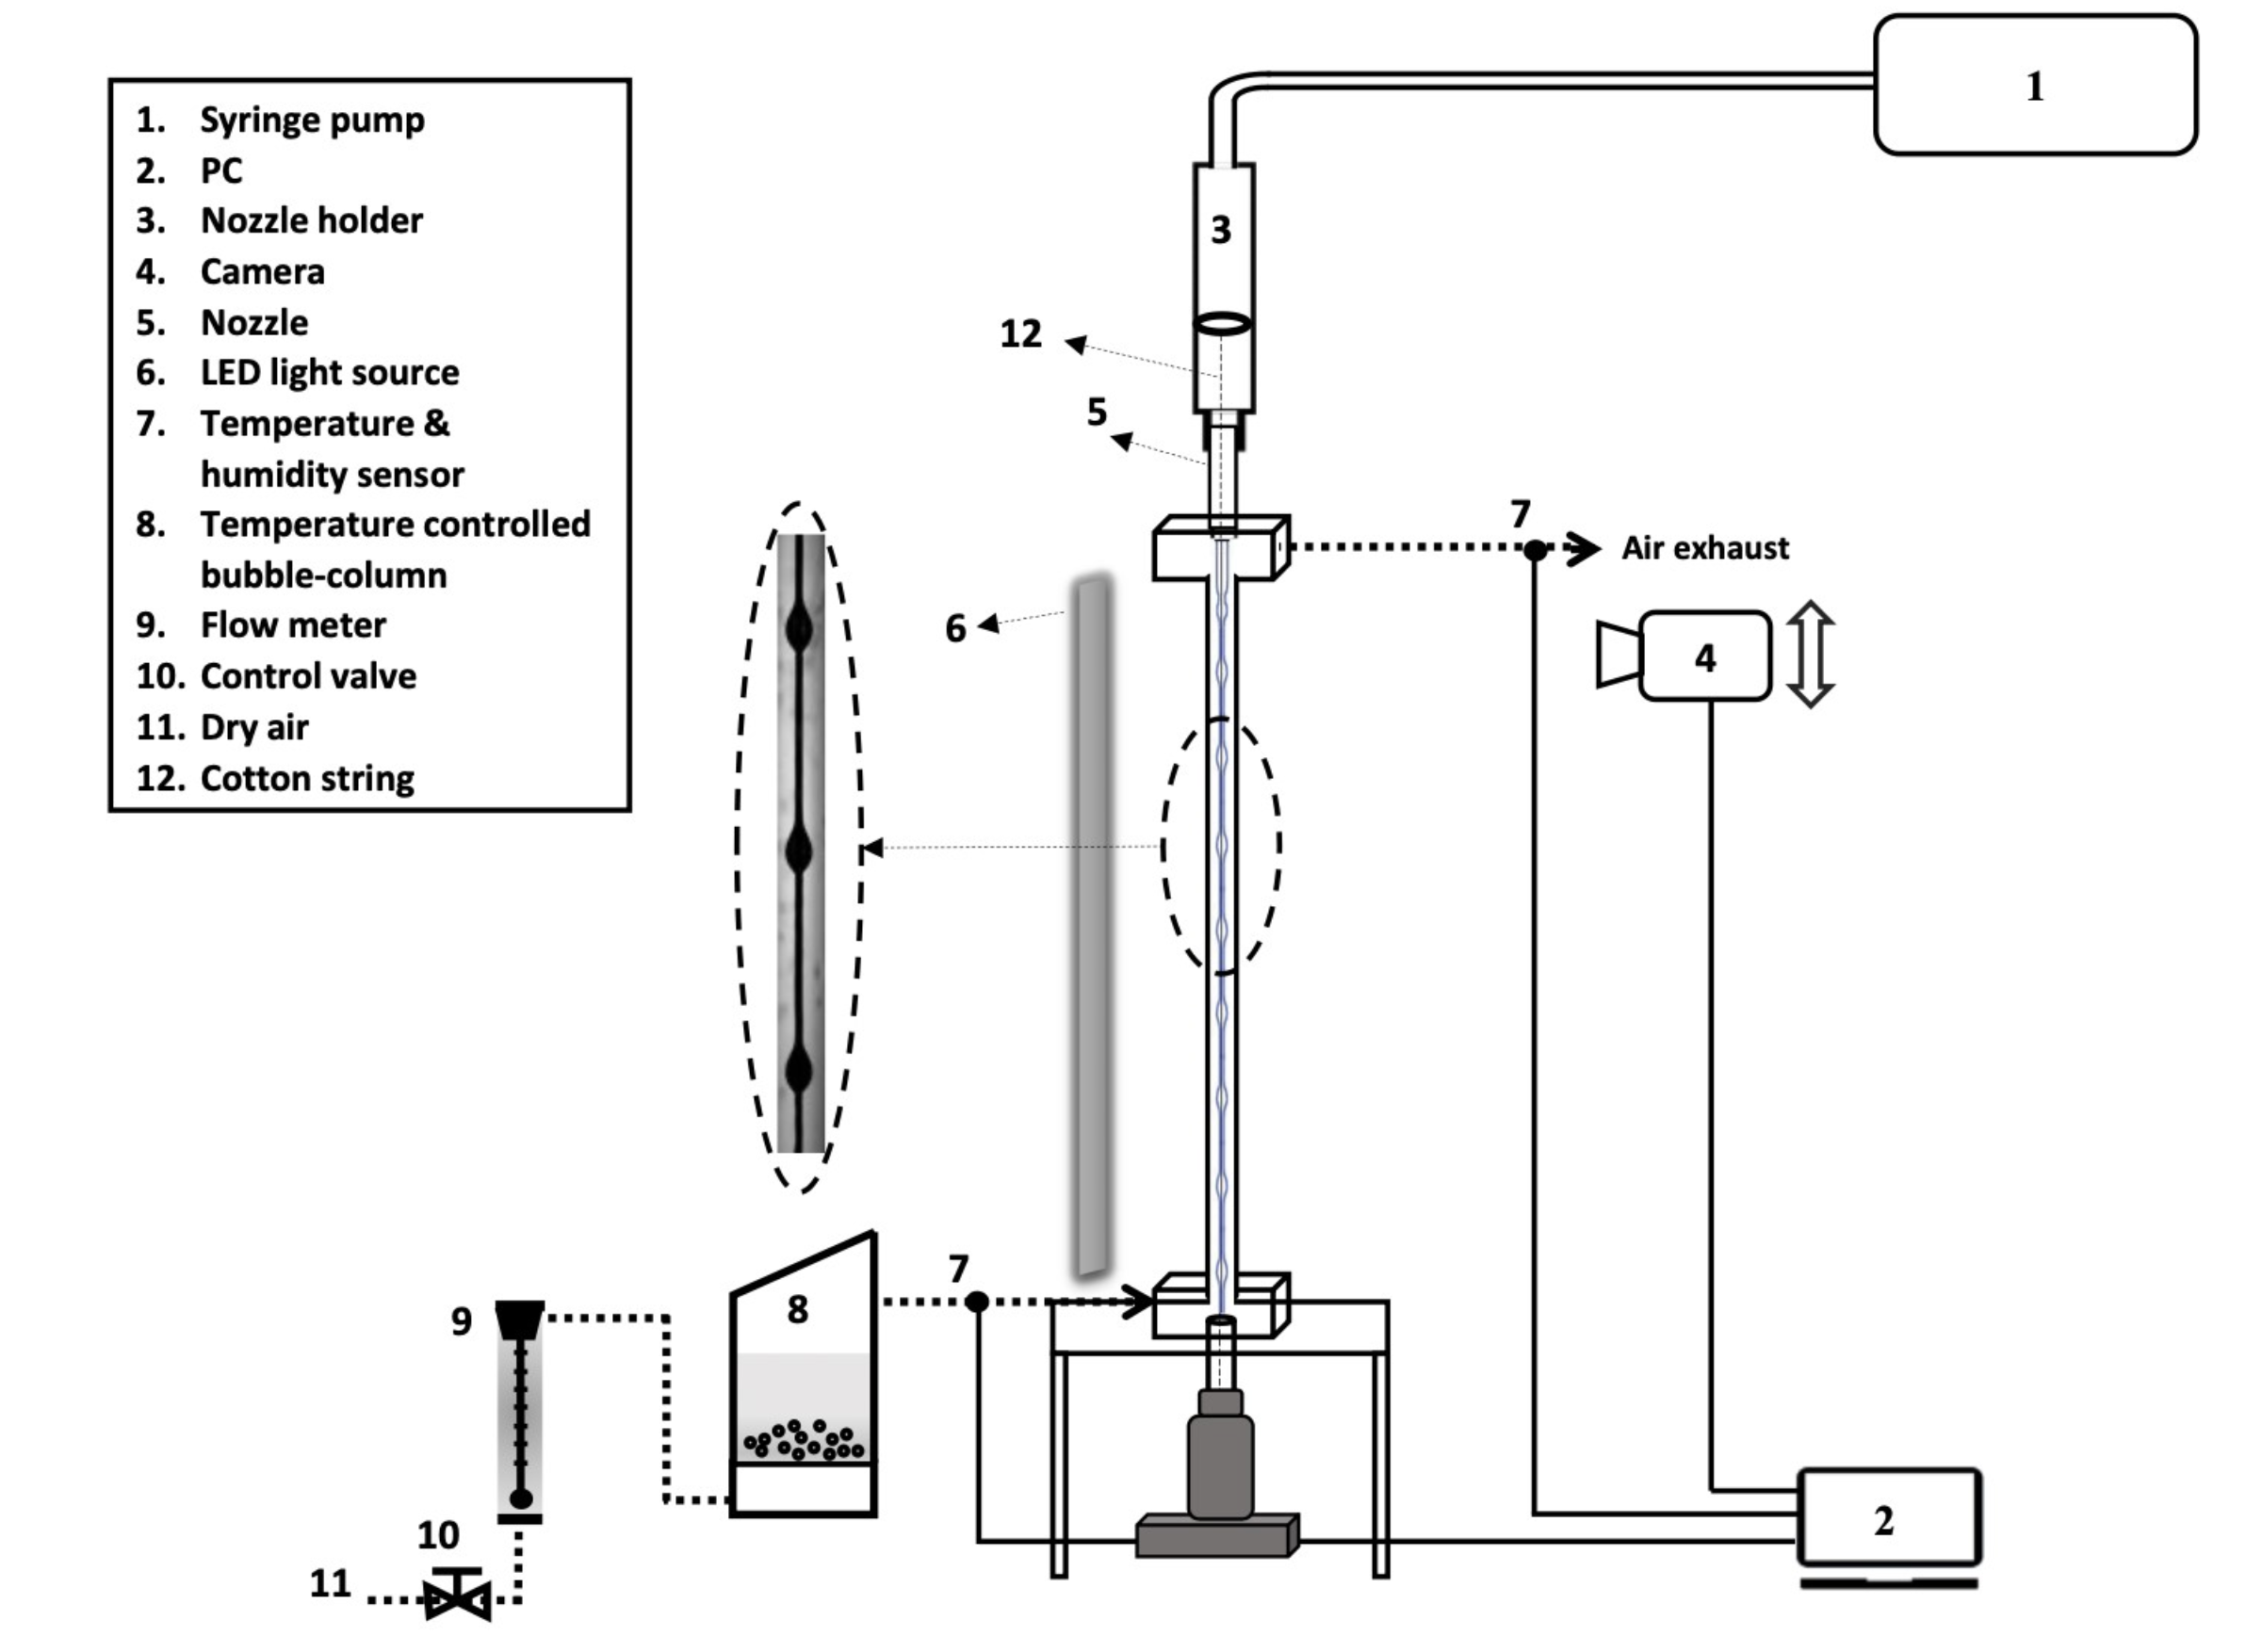 1. Syringe pump
2. PC
3. Nozzle holder
4. Camera
5. Nozzle
6. LED light source
7. Temperature &
humidity sensor
8. Temperature controlled
bubble-column
9. Flow meter
10. Control valve
11. Dry air
12. Cotton string
1
3
12
5
7
Air exhaust
6
4
7
8
9
10
11
2